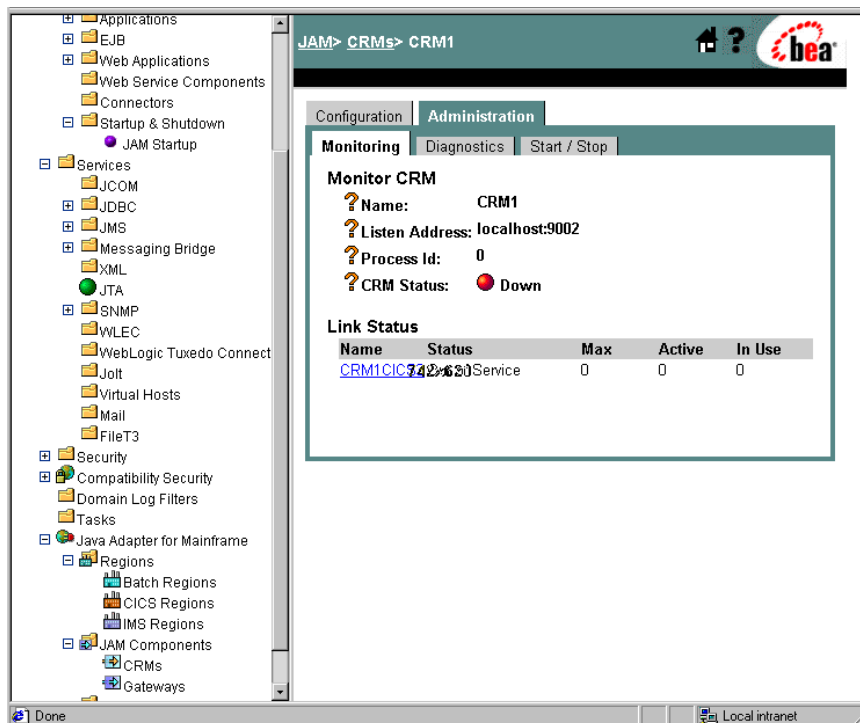 Applications
EJB
Web Applications
Web Service Components
Connectors
Startup & Shutdown
JAM Startup
Services
JCOM
JDBC
JMS
Messaging Bridge
XML
JTA
SNMP
WLEC
WebLogic Tuxedo Connect
Jolt
Virtual Hosts
Mail
FileT3
Security
Compatibility Security
Domain Log Filters
Tasks
Java Adapter for Mainframe
Regions
Batch Regions
CICS Regions
IMS Regions
JAM Components
CRMs
Gateways
JAM> CRMs> CRM1
?
bea
Configuration Administration
Monitoring Diagnostics Start / Stop
Monitor CRM
? Name: CRM1
? Listen Address: localhost:9002
? Process Id: 0
? CRM Status: Down
Link Status
Name Status Max Active In Use
Service 0 0 0
Done Local intranet